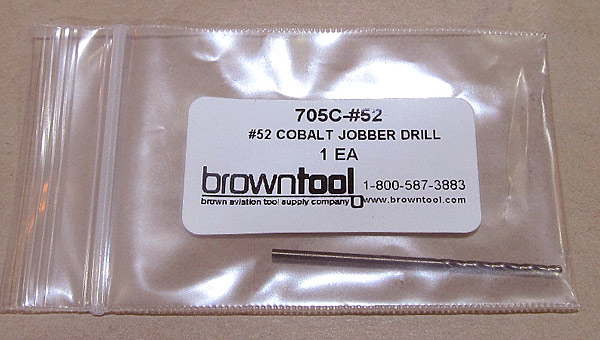 705C-#52
#52 COBALT JOBBER DRILL
1 EA
browntool 1-800-587-3883
brown aviation tool supply company www.browntool.com